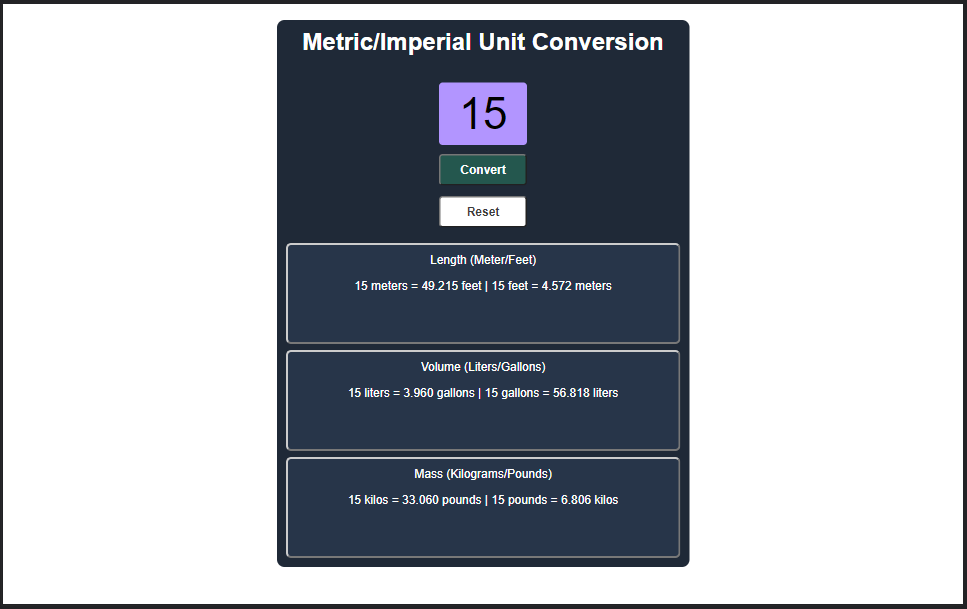 Metric/Imperial Unit Conversion
15
Convert
Reset
Length (Meter/Feet)
15 meters = 49.215 feet | 15 feet = 4.572 meters
Volume (Liters/Gallons)
15 liters = 3.960 gallons | 15 gallons = 56.818 liters
Mass (Kilograms/Pounds)
15 kilos = 33.060 pounds | 15 pounds = 6.806 kilos